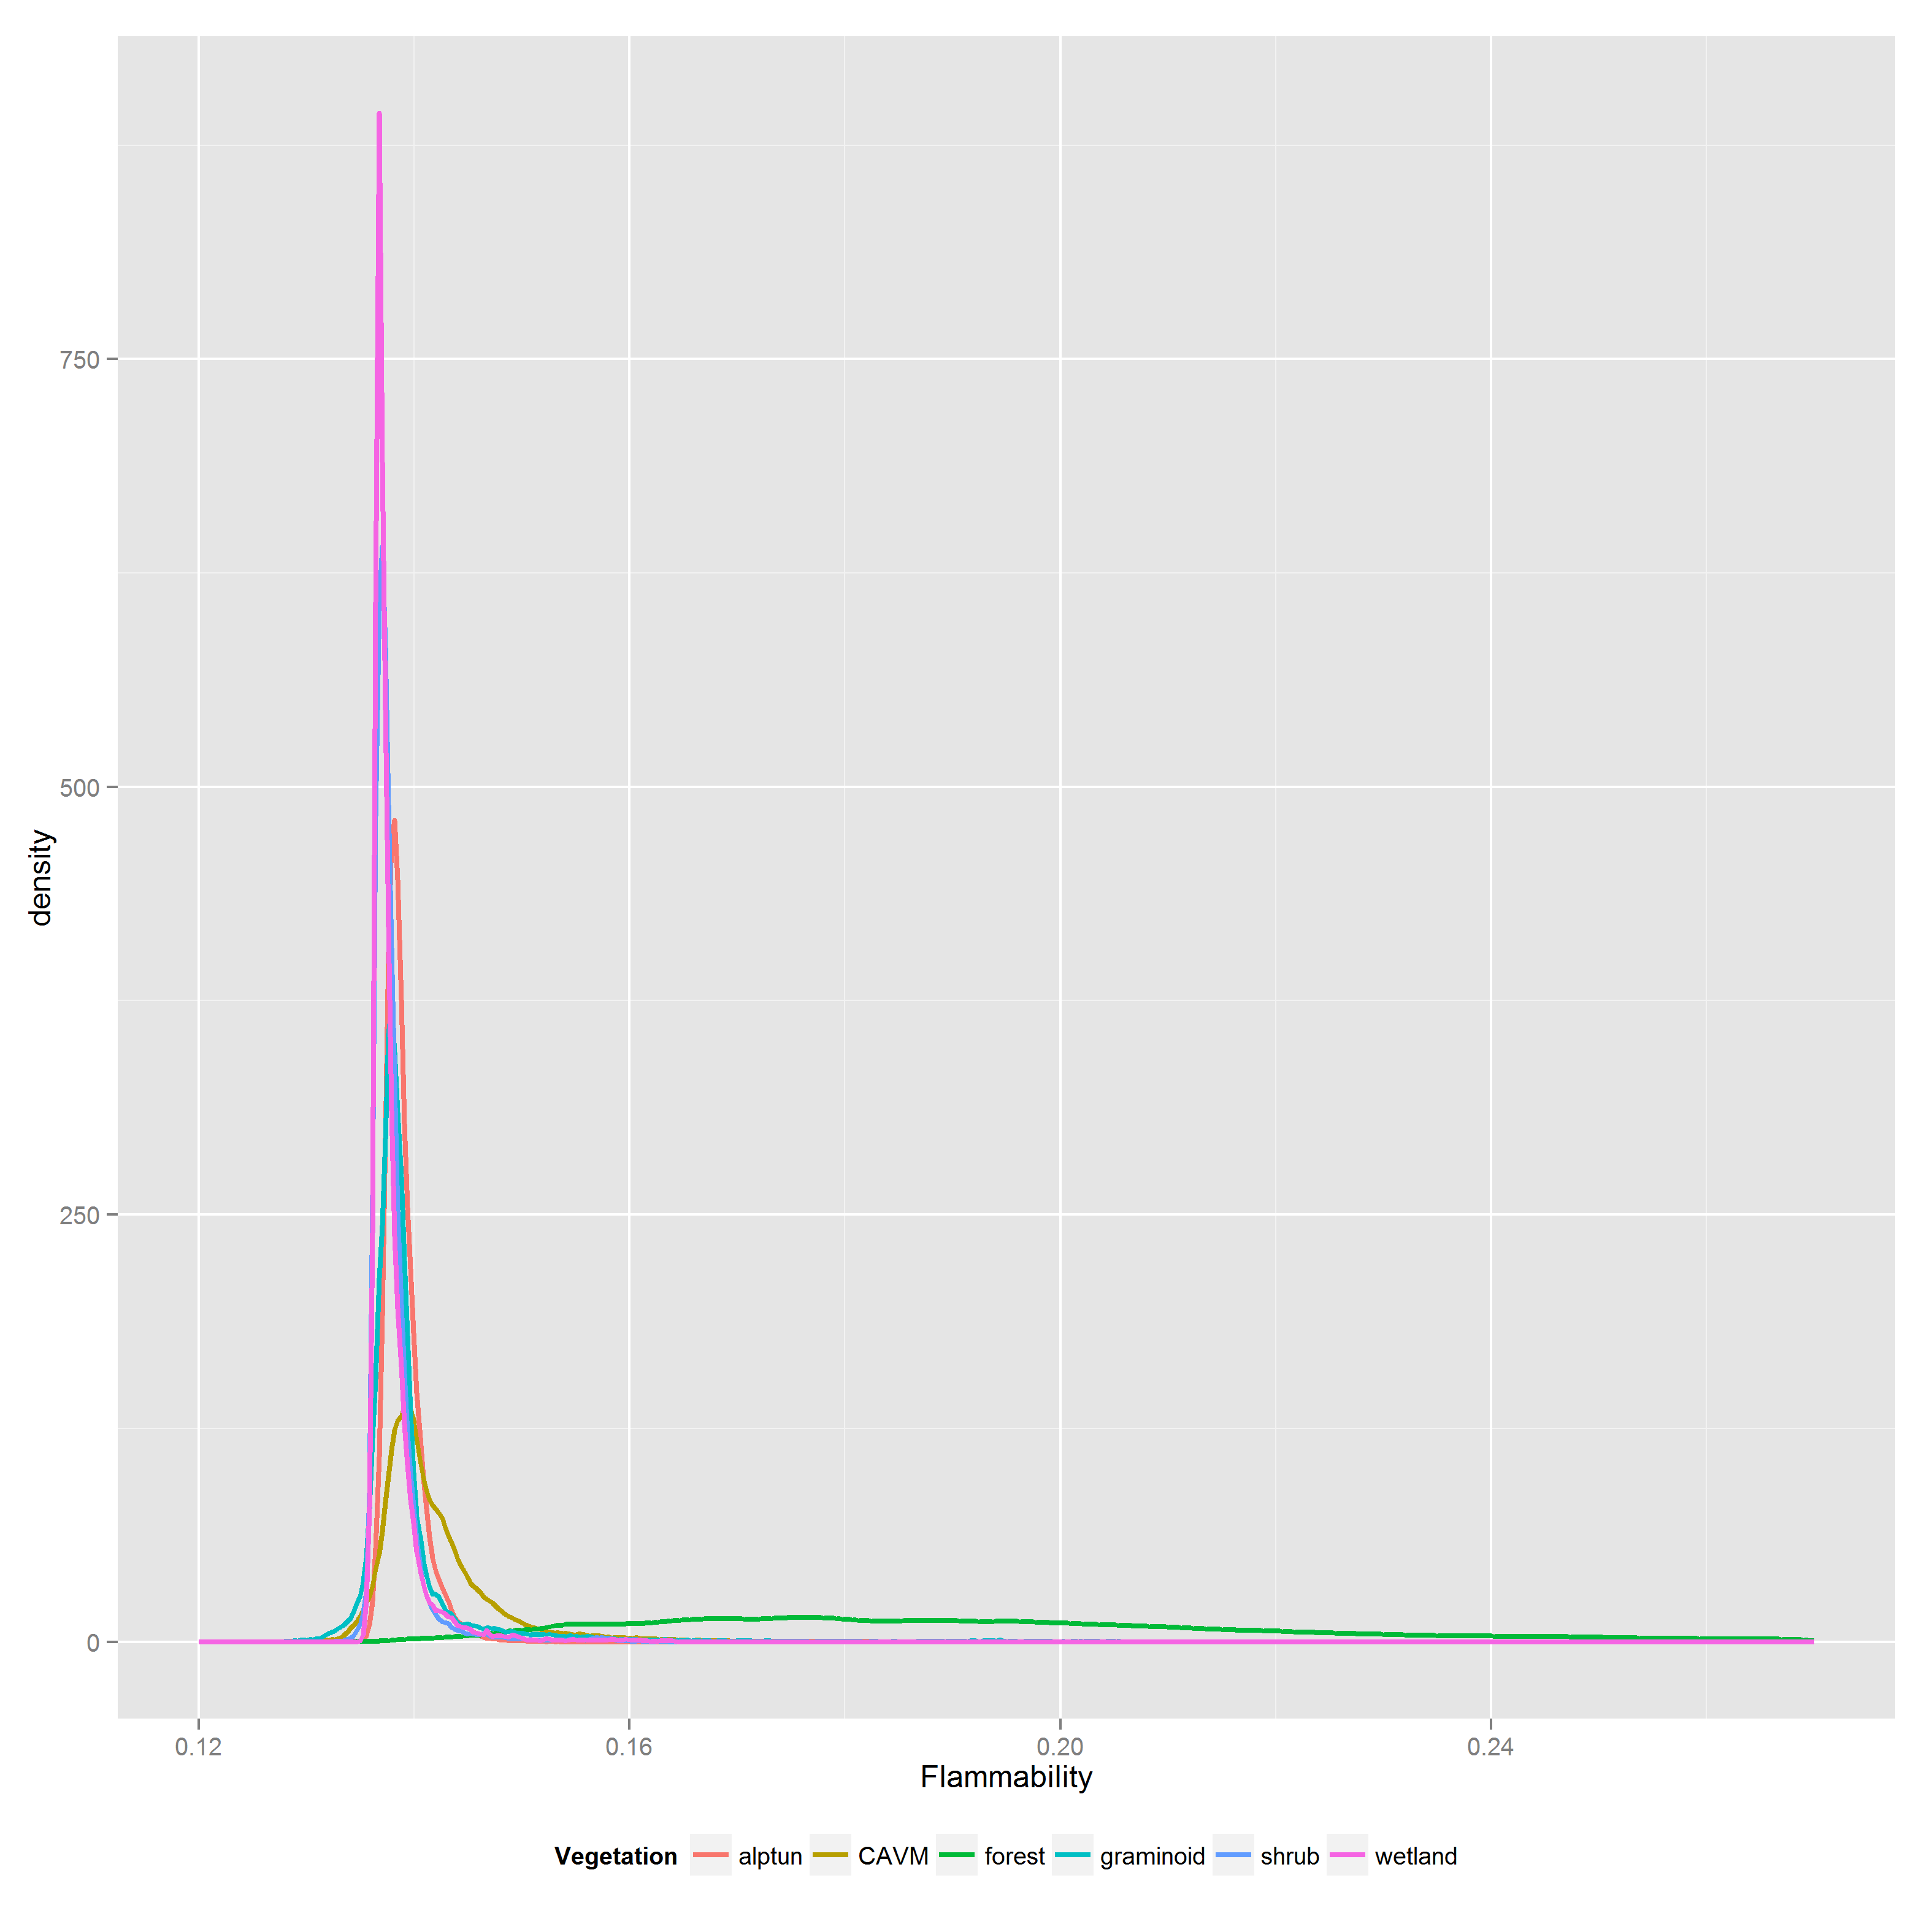 750
500
250
0
density
0.12 0.16 0.20 0.24
Flammability
Vegetation alptun CAVM forest graminoid shrub wetland